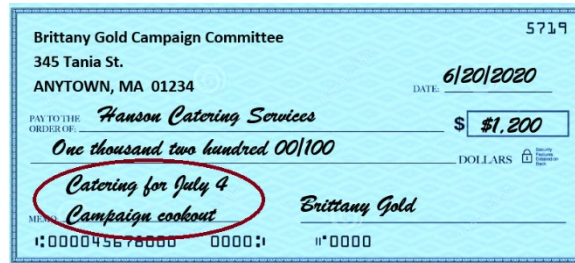 Brittany Gold Campaign Committee
5719
345 Tania St.
ANYTOWN, MA 01234
DATE: 6/20/2020
PAY TO THE
ORDER OF: Hanson Catering Services $ $1,200
One thousand two hundred 00/100 DOLLARS
Catering for July 4
MEMO: Campaign cookout
Brittany Gold
⑆000045678000 0000⑆ ⑈0000